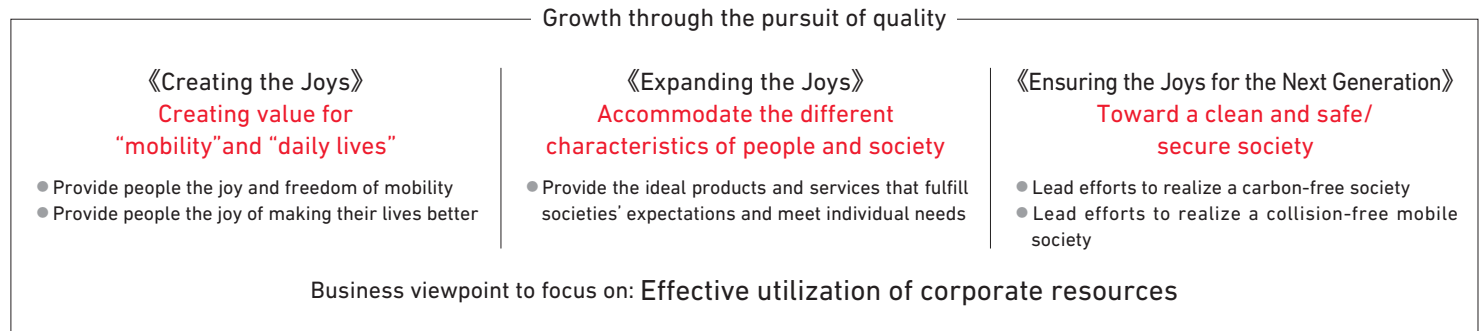 Growth through the pursuit of quality
《Creating the Joys》
Creating value for
“mobility”and “daily lives”
● Provide people the joy and freedom of mobility
● Provide people the joy of making their lives better
《Expanding the Joys》
Accommodate the different
characteristics of people and society
● Provide the ideal products and services that fulfill
societies’ expectations and meet individual needs
《Ensuring the Joys for the Next Generation》
Toward a clean and safe/
secure society
● Lead efforts to realize a carbon-free society
● Lead efforts to realize a collision-free mobile
society
Business viewpoint to focus on: Effective utilization of corporate resources